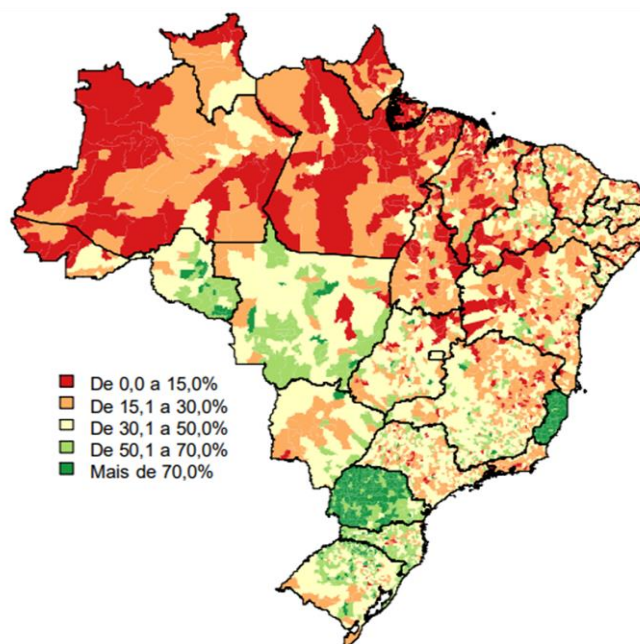 De 0,0 a 15,0%
De 15,1 a 30,0%
De 30,1 a 50,0%
De 50,1 a 70,0%
Mais de 70,0%